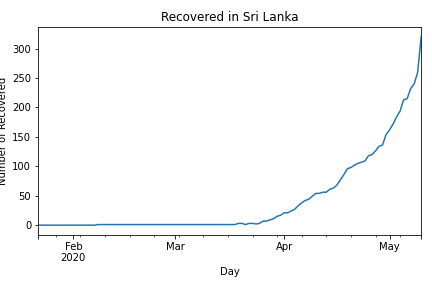 Recovered in Sri Lanka
Number of Recovered
300
250
200
150
100
50
0
Feb
2020
Mar
Apr
May
Day